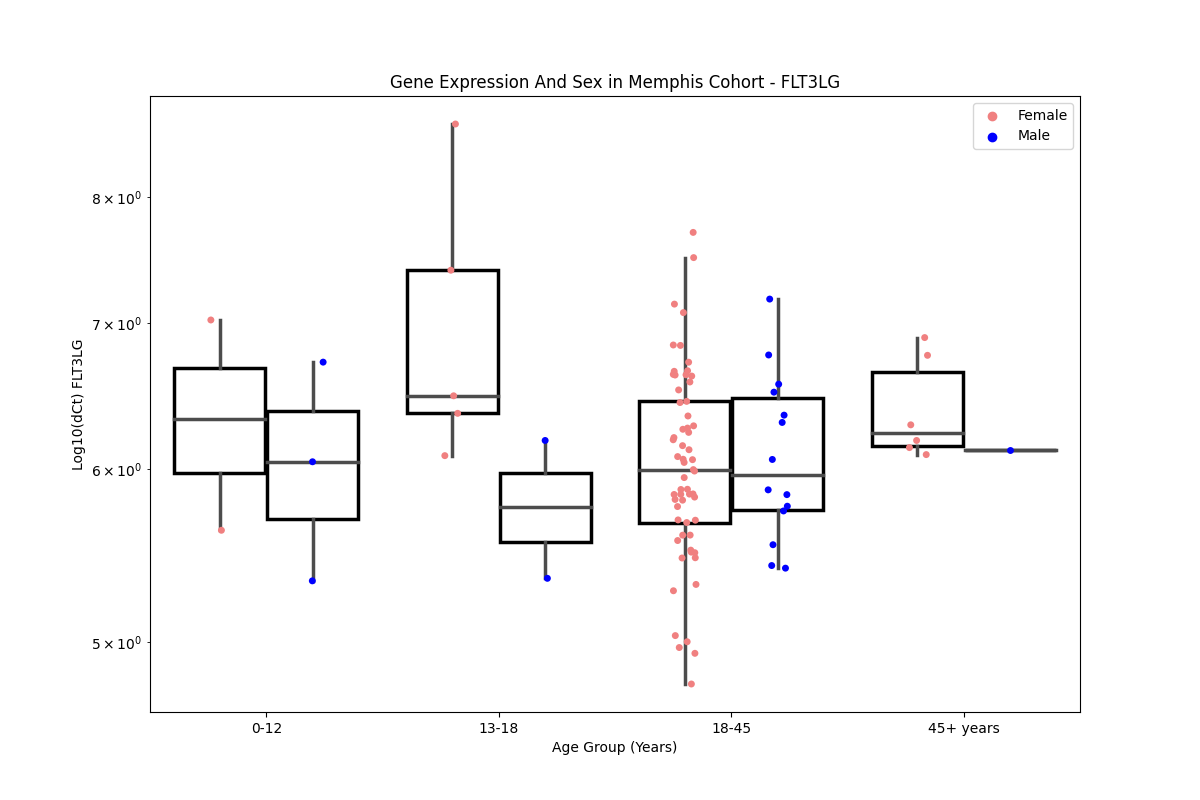 Gene Expression And Sex in Memphis Cohort - FLT3LG
Female
Male
Log10(dCt) FLT3LG
8 × 10⁰
7 × 10⁰
6 × 10⁰
5 × 10⁰
0-12
13-18
18-45
45+ years
Age Group (Years)